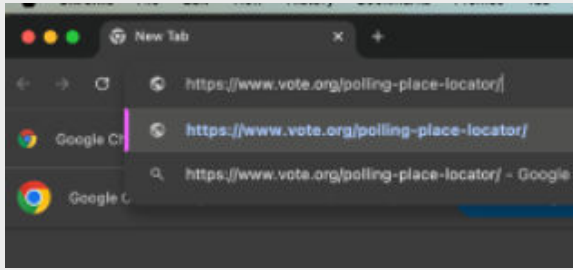 New Tab
https://www.vote.org/polling-place-locator/
https://www.vote.org/polling-place-locator/
Google Ch
https://www.vote.org/polling-place-locator/ - Google
Google C